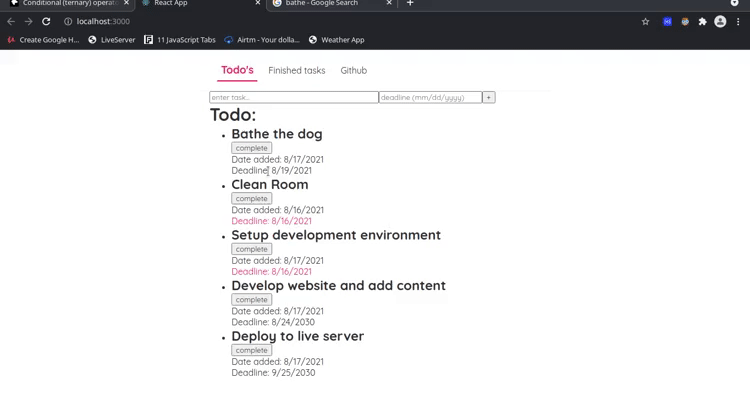 Conditional (ternary) operat
React App
bathe - Google Search
localhost:3000
Create Google H...
LiveServer
11 JavaScript Tabs
Airtm - Your dolla...
Weather App
Todo's
Finished tasks
Github
enter task...
deadline (mm/dd/yyyy)
+
Todo:
Bathe the dog
complete
Date added: 8/17/2021
Deadline: 8/19/2021
Clean Room
complete
Date added: 8/16/2021
Deadline: 8/16/2021
Setup development environment
complete
Date added: 8/17/2021
Deadline: 8/16/2021
Develop website and add content
complete
Date added: 8/17/2021
Deadline: 8/24/2030
Deploy to live server
complete
Date added: 8/17/2021
Deadline: 9/25/2030